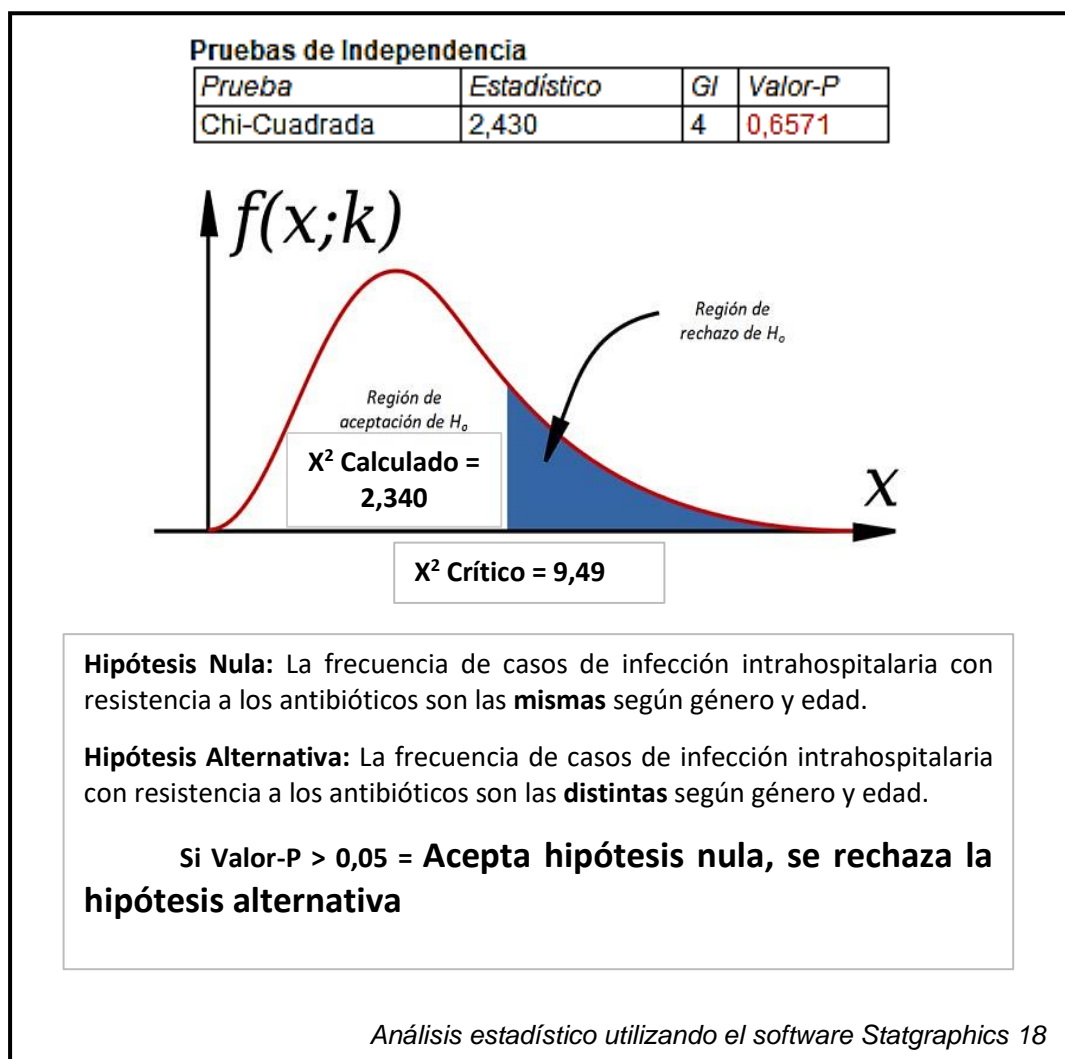 Pruebas de Independencia
Prueba Estadístico Gl Valor-P
Chi-Cuadrada 2,430 4 0,6571
f(x;k)
Región de
rechazo de H₀
Región de
aceptación de H₀
X² Calculado =
2,340
X
X² Crítico = 9,49
Hipótesis Nula: La frecuencia de casos de infección intrahospitalaria con
resistencia a los antibióticos son las mismas según género y edad.
Hipótesis Alternativa: La frecuencia de casos de infección intrahospitalaria
con resistencia a los antibióticos son las distintas según género y edad.
Si Valor-P > 0,05 = Acepta hipótesis nula, se rechaza la
hipótesis alternativa
Análisis estadístico utilizando el software Statgraphics 18